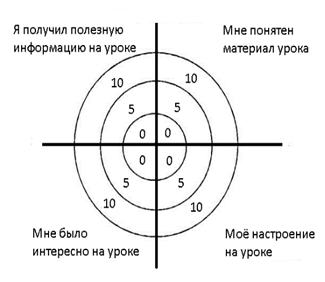 Я получил полезную
информацию на уроке
Мне понятен
материал урока
10
10
5
5
0
0
0
0
5
5
10
10
Мне было
интересно на уроке
Моё настроение
на уроке